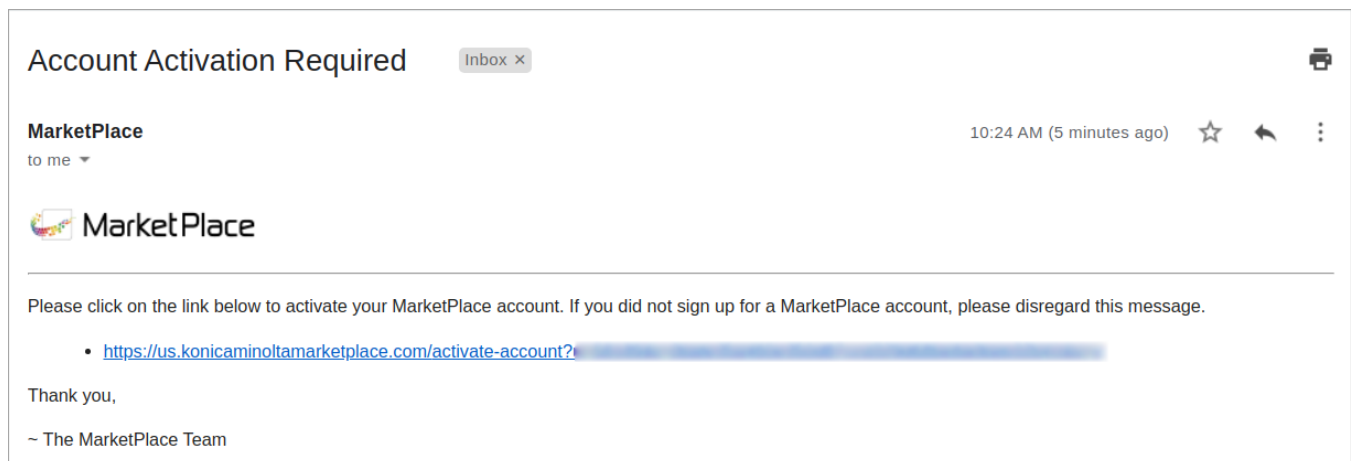 Account Activation Required
Inbox ×
MarketPlace
10:24 AM (5 minutes ago)
to me
MarketPlace
Please click on the link below to activate your MarketPlace account. If you did not sign up for a MarketPlace account, please disregard this message.
• https://us.konicaminoltamarketplace.com/activate-account?
Thank you,
~ The MarketPlace Team